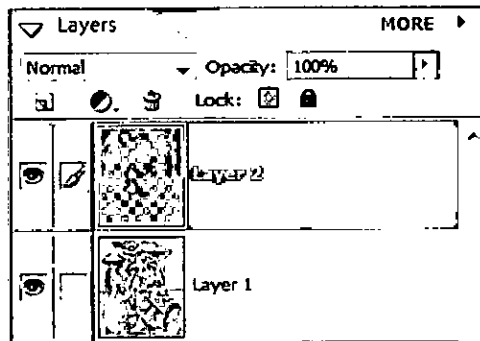 Layers MORE
Normal Opacity: 100%
Lock:
Layer 2
Layer 1